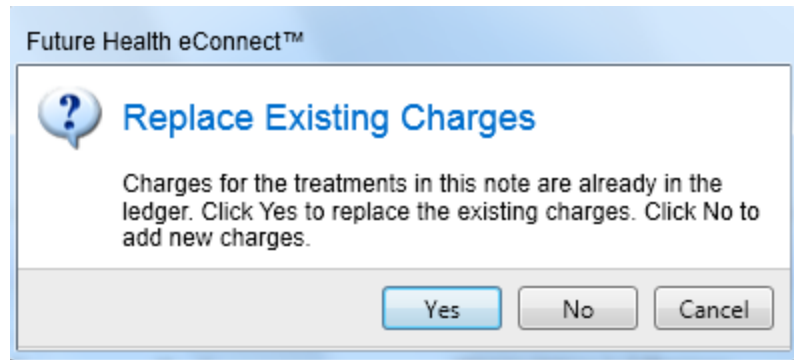 Future Health eConnect™
Replace Existing Charges
Charges for the treatments in this note are already in the
ledger. Click Yes to replace the existing charges. Click No to
add new charges.
Yes No Cancel